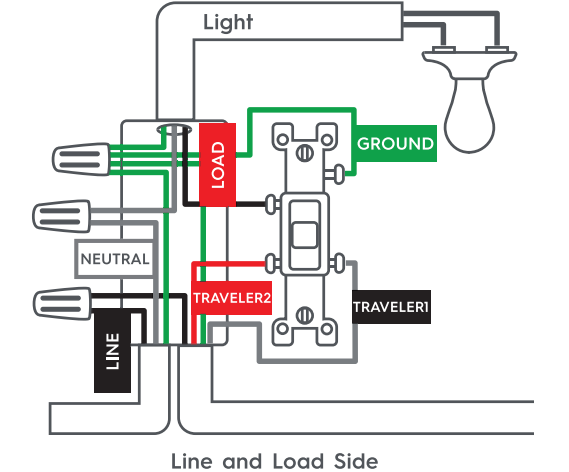 Light
LOAD
GROUND
NEUTRAL
TRAVELER2
TRAVELER1
LINE
Line and Load Side